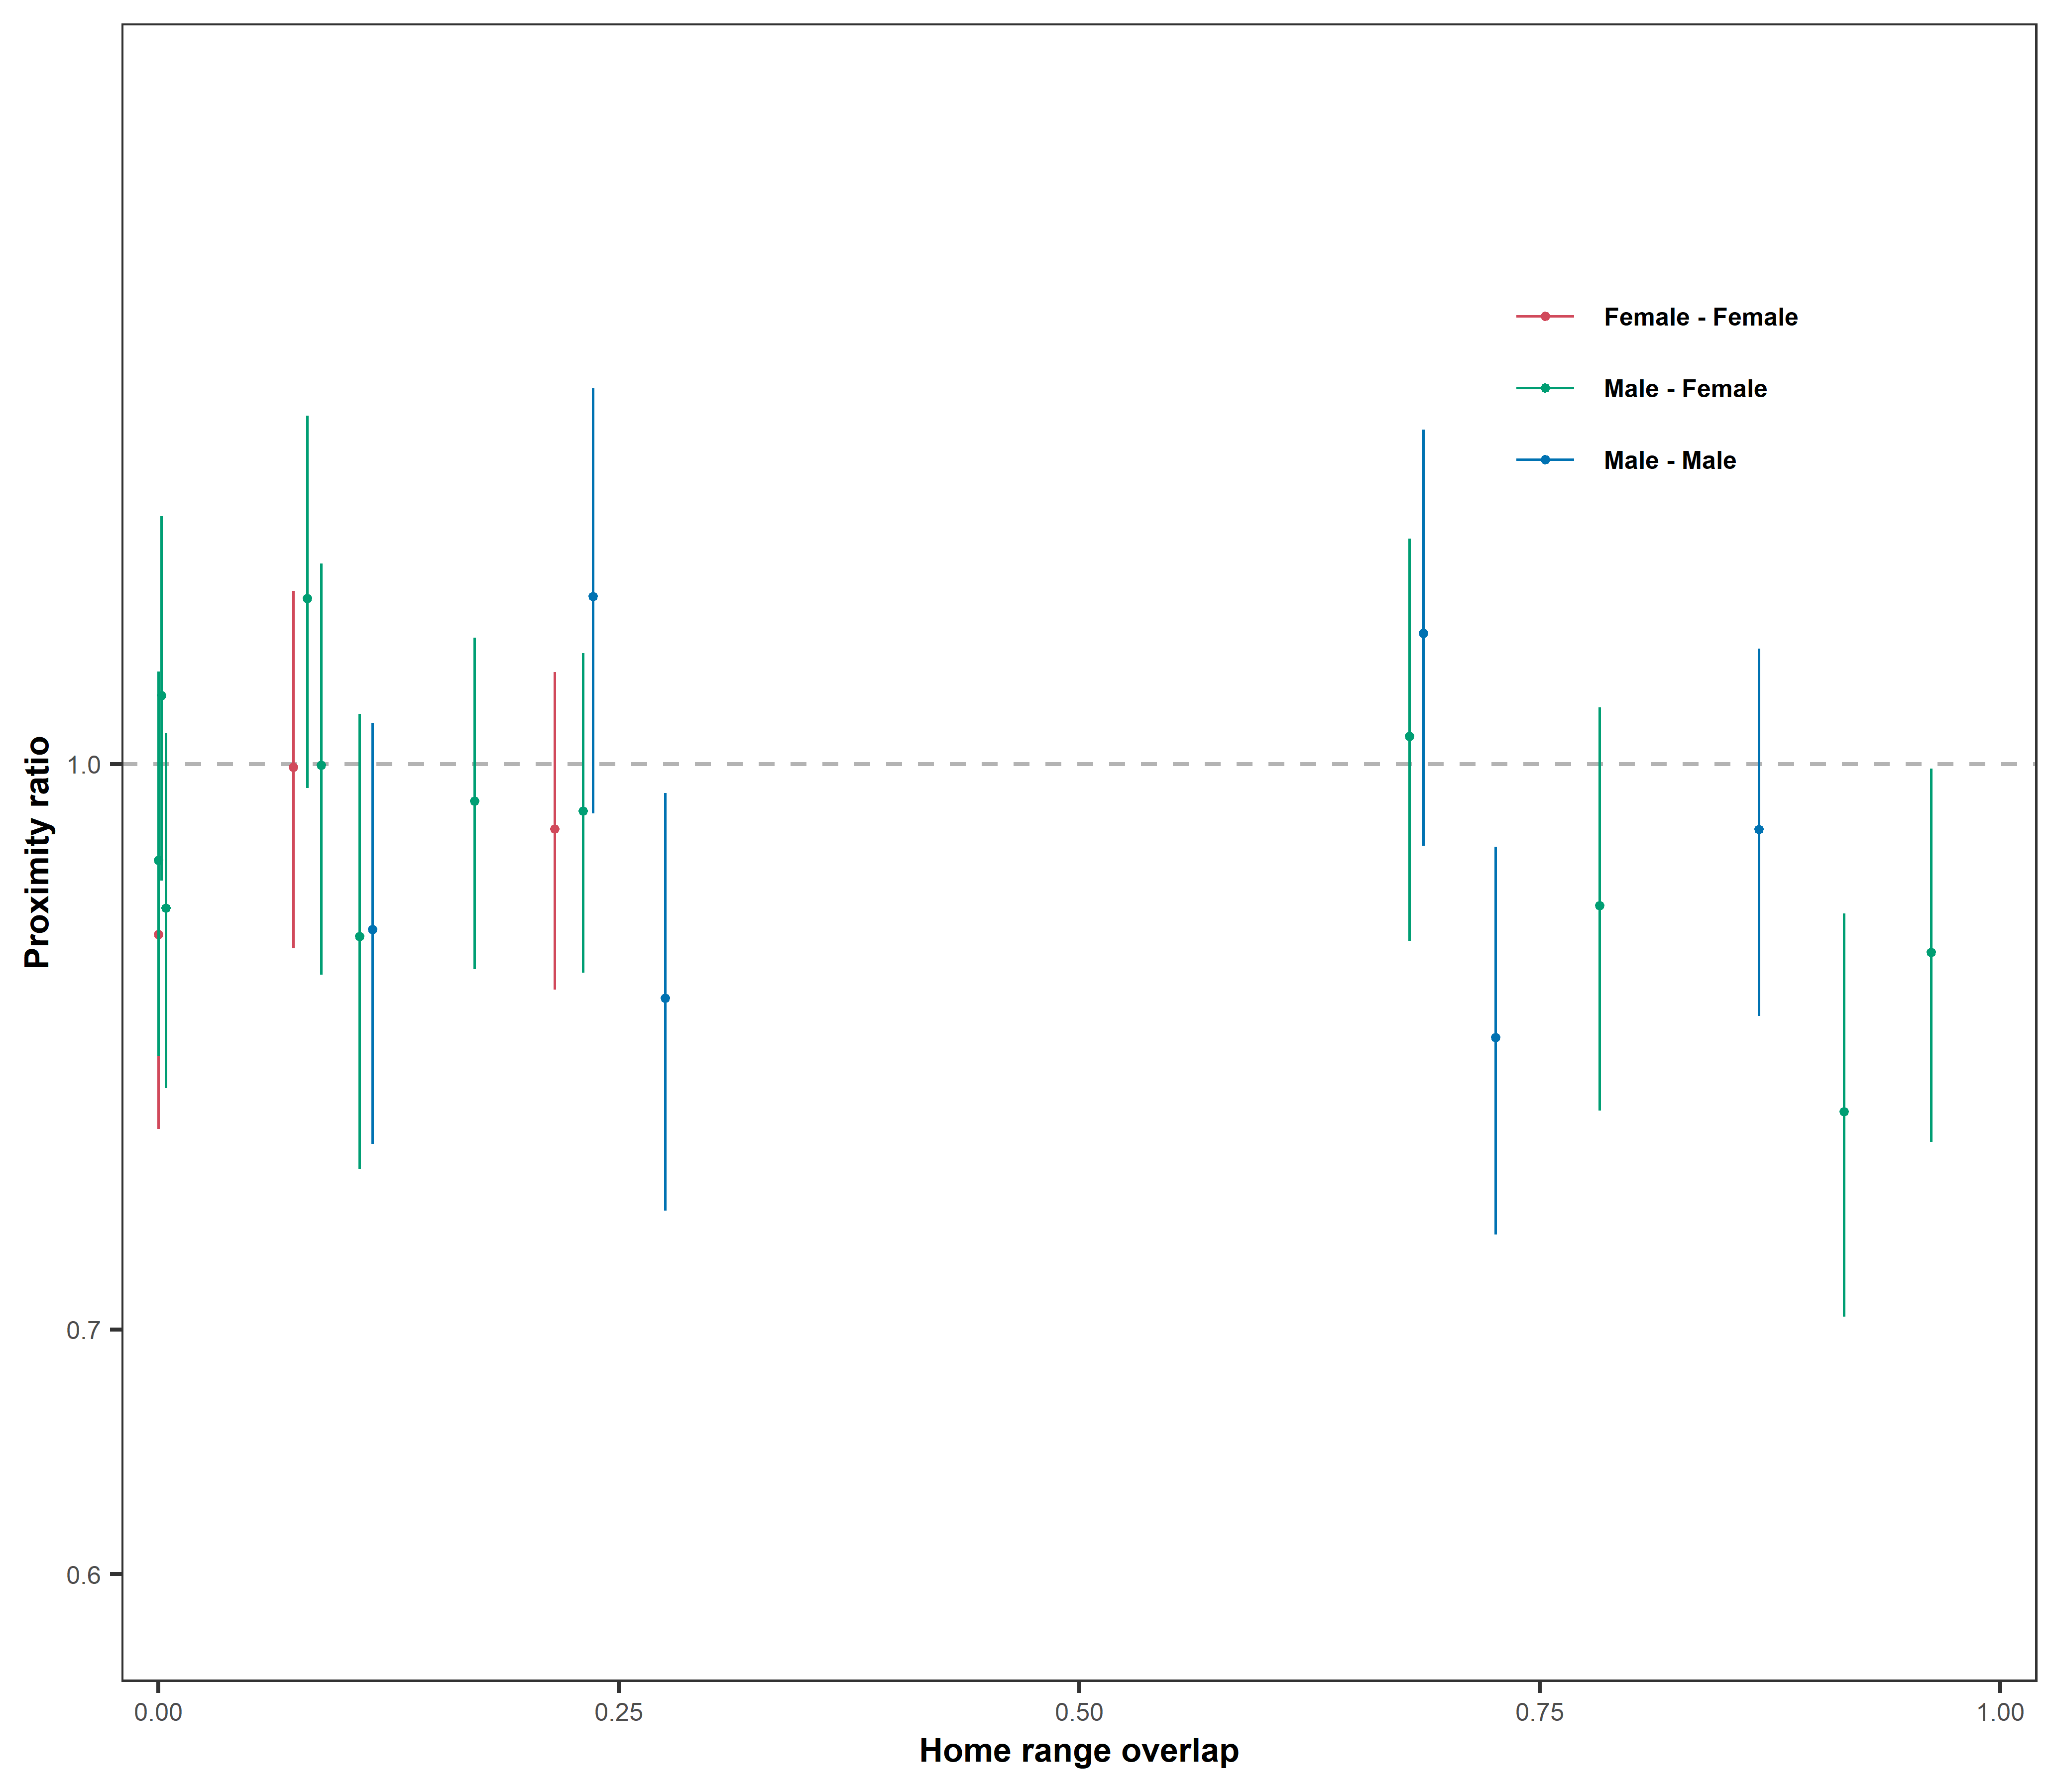 Female - Female
Male - Female
Male - Male
Proximity ratio
1.0
0.7
0.6
0.00 0.25 0.50 0.75 1.00
Home range overlap